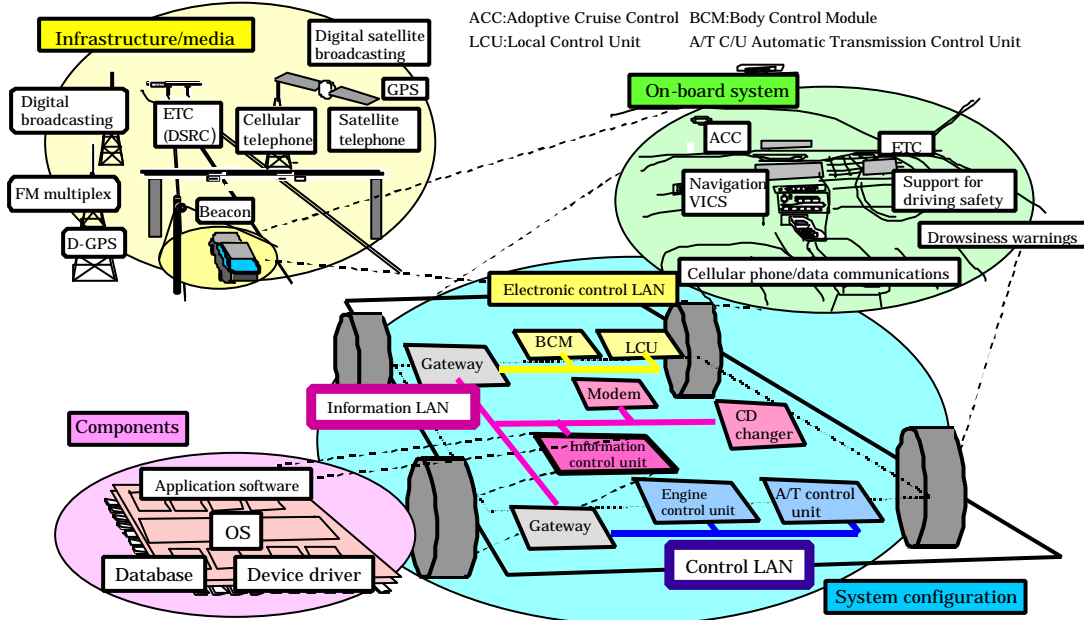 ACC:Adoptive Cruise Control BCM:Body Control Module
LCU:Local Control Unit A/T C/U Automatic Transmission Control Unit
Infrastructure/media
Digital satellite
broadcasting
GPS
Digital
broadcasting
ETC
(DSRC)
Cellular
telephone
Satellite
telephone
FM multiplex
Beacon
D-GPS
On-board system
ACC
ETC
Navigation
VICS
Support for
driving safety
Drowsiness warnings
Cellular phone/data communications
Electronic control LAN
BCM
LCU
Gateway
Information LAN
Modem
CD
changer
Information
control unit
Engine
control unit
A/T control
unit
Gateway
Control LAN
System configuration
Components
Application software
OS
Database
Device driver